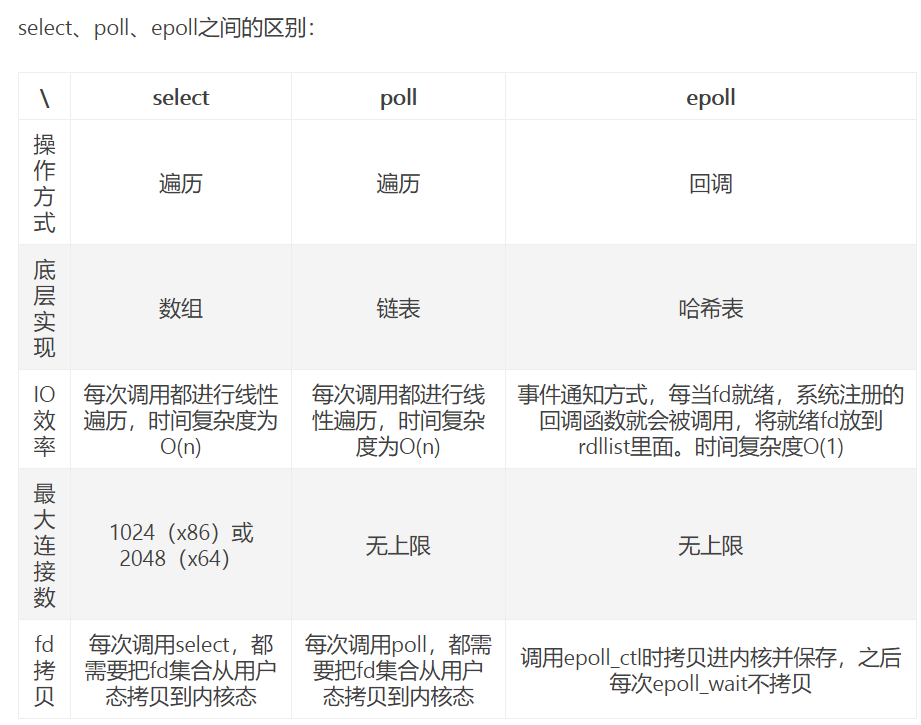 select、poll、epoll之间的区别：
\ select poll epoll
操作方式 遍历 遍历 回调
底层实现 数组 链表 哈希表
IO效率 每次调用都进行线性遍历，时间复杂度为O(n) 每次调用都进行线性遍历，时间复杂度为O(n) 事件通知方式，每当fd就绪，系统注册的回调函数就会被调用，将就绪fd放到rdllist里面。时间复杂度O(1)
最大连接数 1024（x86）或2048（x64） 无上限 无上限
fd拷贝 每次调用select，都需要把fd集合从用户态拷贝到内核态 每次调用poll，都需要把fd集合从用户态拷贝到内核态 调用epoll_ctl时拷贝进内核并保存，之后每次epoll_wait不拷贝